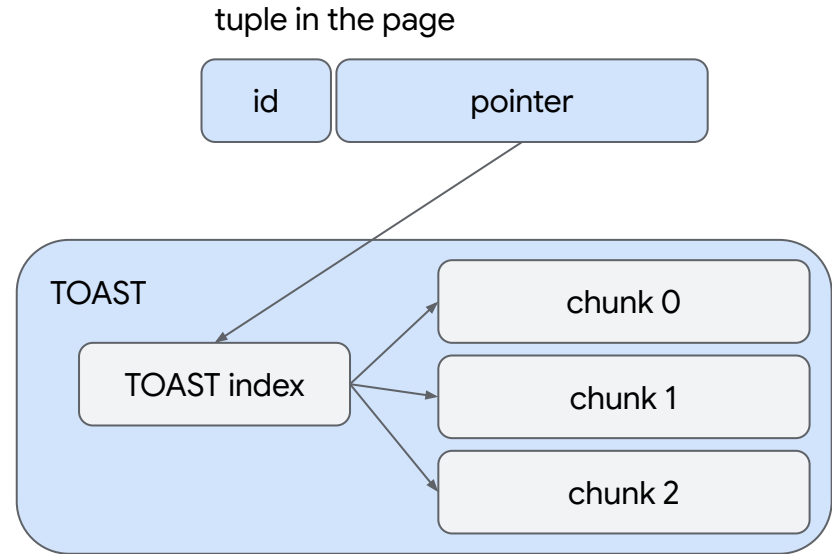 tuple in the page
id
pointer
TOAST
TOAST index
chunk 0
chunk 1
chunk 2